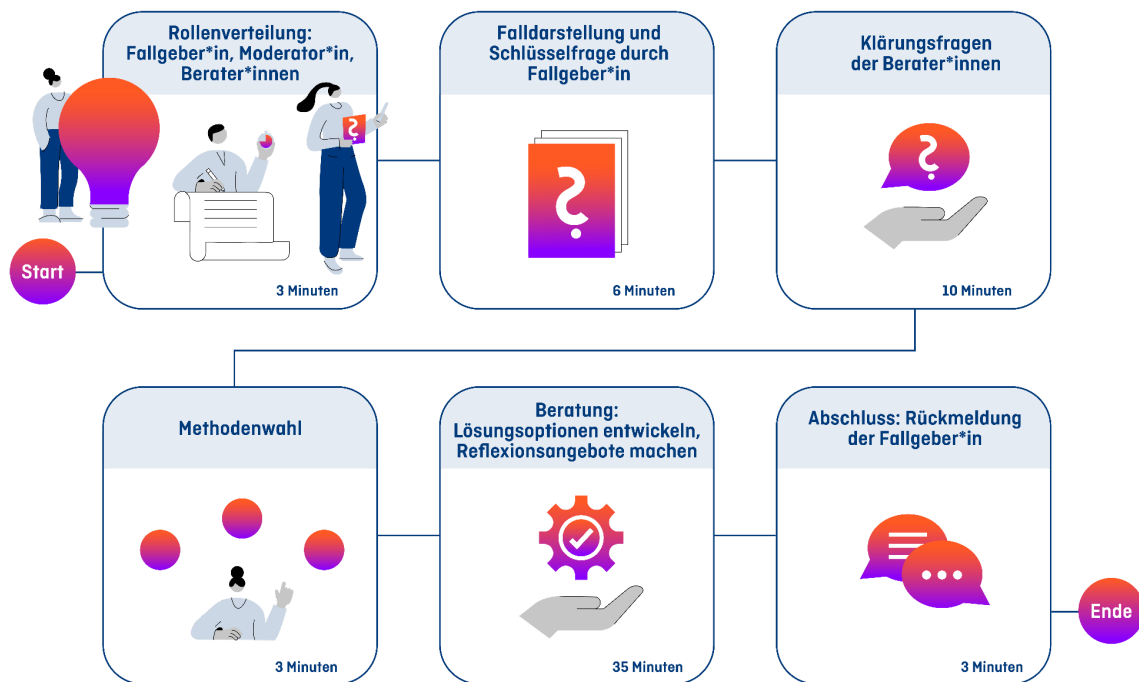 Rollenverteilung:
Fallgeber*in, Moderator*in,
Berater*innen
Start
3 Minuten
Falldarstellung und
Schlüsselfrage durch
Fallgeber*in
6 Minuten
Klärungsfragen
der Berater*innen
10 Minuten
Methodenwahl
3 Minuten
Beratung:
Lösungsoptionen entwickeln,
Reflexionsangebote machen
35 Minuten
Abschluss: Rückmeldung
der Fallgeber*in
3 Minuten
Ende